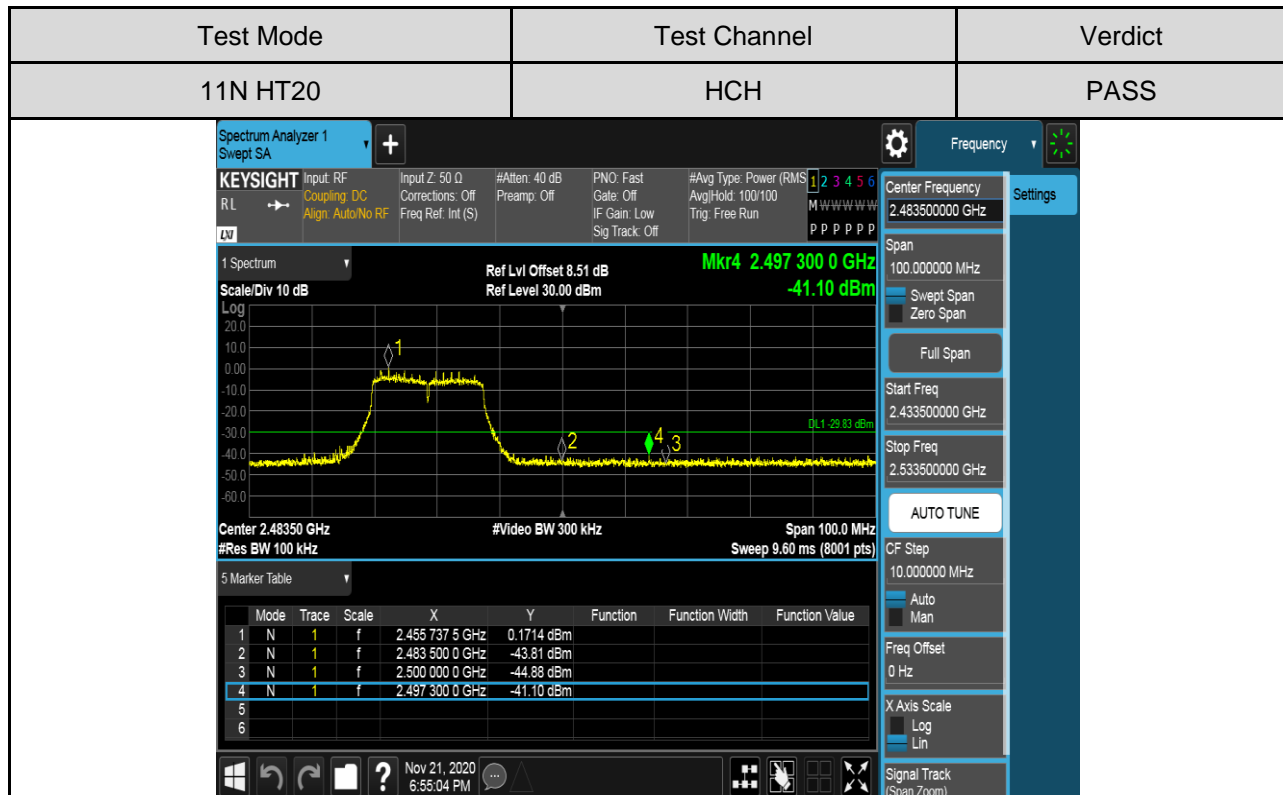 Test Mode Test Channel Verdict
11N HT20 HCH PASS
Spectrum Analyzer 1
Swept SA
+
Frequency
KEYSIGHT
RL
LXI
Input: RF
Coupling: DC
Align: Auto/No RF
Input Z: 50 Ω
Corrections: Off
Freq Ref: Int (S)
#Atten: 40 dB
Preamp: Off
PNO: Fast
Gate: Off
IF Gain: Low
Sig Track: Off
#Avg Type: Power (RMS
Avg|Hold: 100/100
Trig: Free Run
1 2 3 4 5 6
M W W W W W
P P P P P P
1 Spectrum
Scale/Div 10 dB
Ref Lvl Offset 8.51 dB
Ref Level 30.00 dBm
Mkr4 2.497 300 0 GHz
-41.10 dBm
Log
20.0
10.0
0.00
-10.0
-20.0
-30.0
-40.0
-50.0
-60.0
1
2
4
3
DL1 -29.83 dBm
Center 2.48350 GHz #Video BW 300 kHz Span 100.0 MHz
#Res BW 100 kHz Sweep 9.60 ms (8001 pts)
5 Marker Table
Mode Trace Scale X Y Function Function Width Function Value
1 N 1 f 2.455 737 5 GHz 0.1714 dBm
2 N 1 f 2.483 500 0 GHz -43.81 dBm
3 N 1 f 2.500 000 0 GHz -44.88 dBm
4 N 1 f 2.497 300 0 GHz -41.10 dBm
5
6
?
Nov 21, 2020
6:55:04 PM
Center Frequency
2.483500000 GHz
Settings
Span
100.000000 MHz
Swept Span
Zero Span
Full Span
Start Freq
2.433500000 GHz
Stop Freq
2.533500000 GHz
AUTO TUNE
CF Step
10.000000 MHz
Auto
Man
Freq Offset
0 Hz
X Axis Scale
Log
Lin
Signal Track
(Span Zoom)